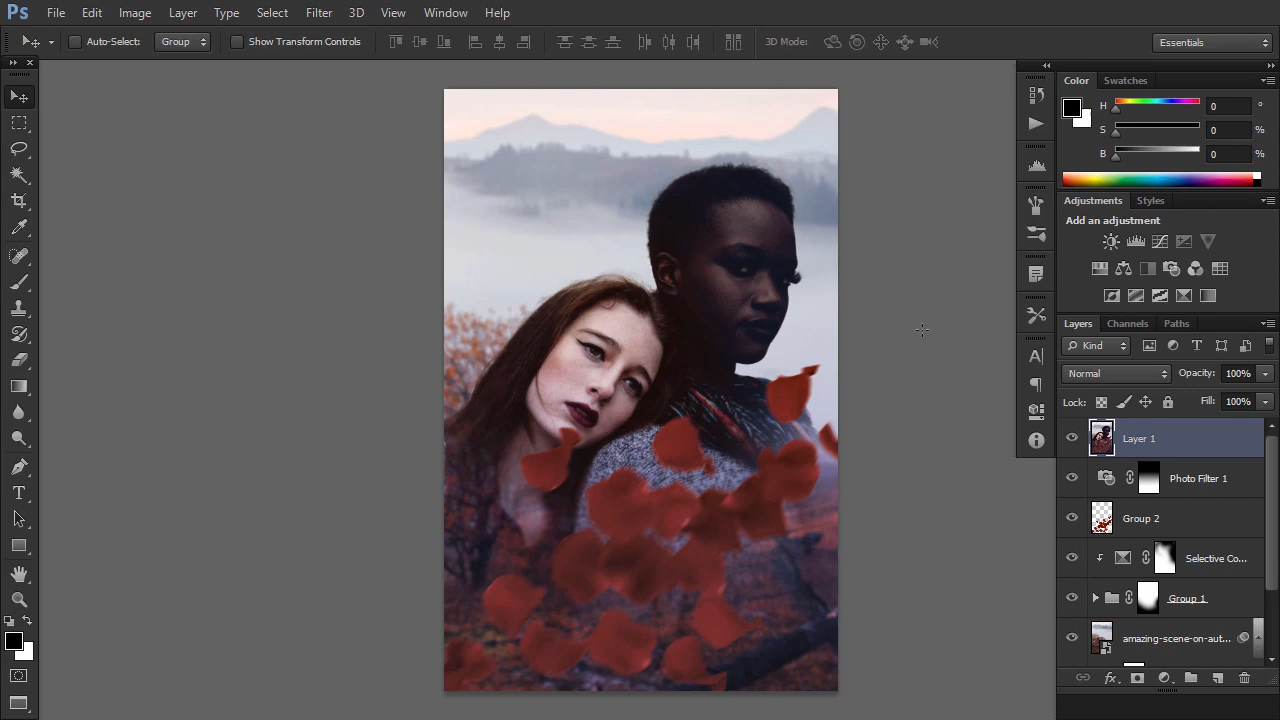 Ps File Edit Image Layer Type Select Filter 3D View Window Help
Auto-Select: Group Show Transform Controls 3D Mode: Essentials
Color Swatches
H 0 °
S 0 %
B 0 %
Adjustments Styles
Add an adjustment
Layers Channels Paths
Kind
Normal Opacity: 100%
Lock: Fill: 100%
Layer 1
Photo Filter 1
Group 2
Selective Co...
Group 1
amazing-scene-on-aut...